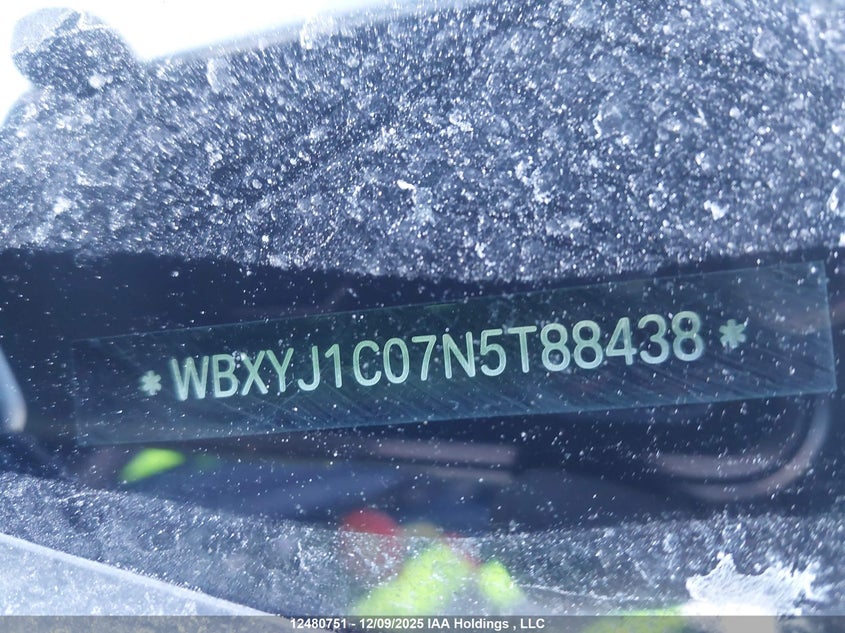 *WBXYJ1C07N5T88438*
12480751 - 12/09/2025 IAA Holdings , LLC